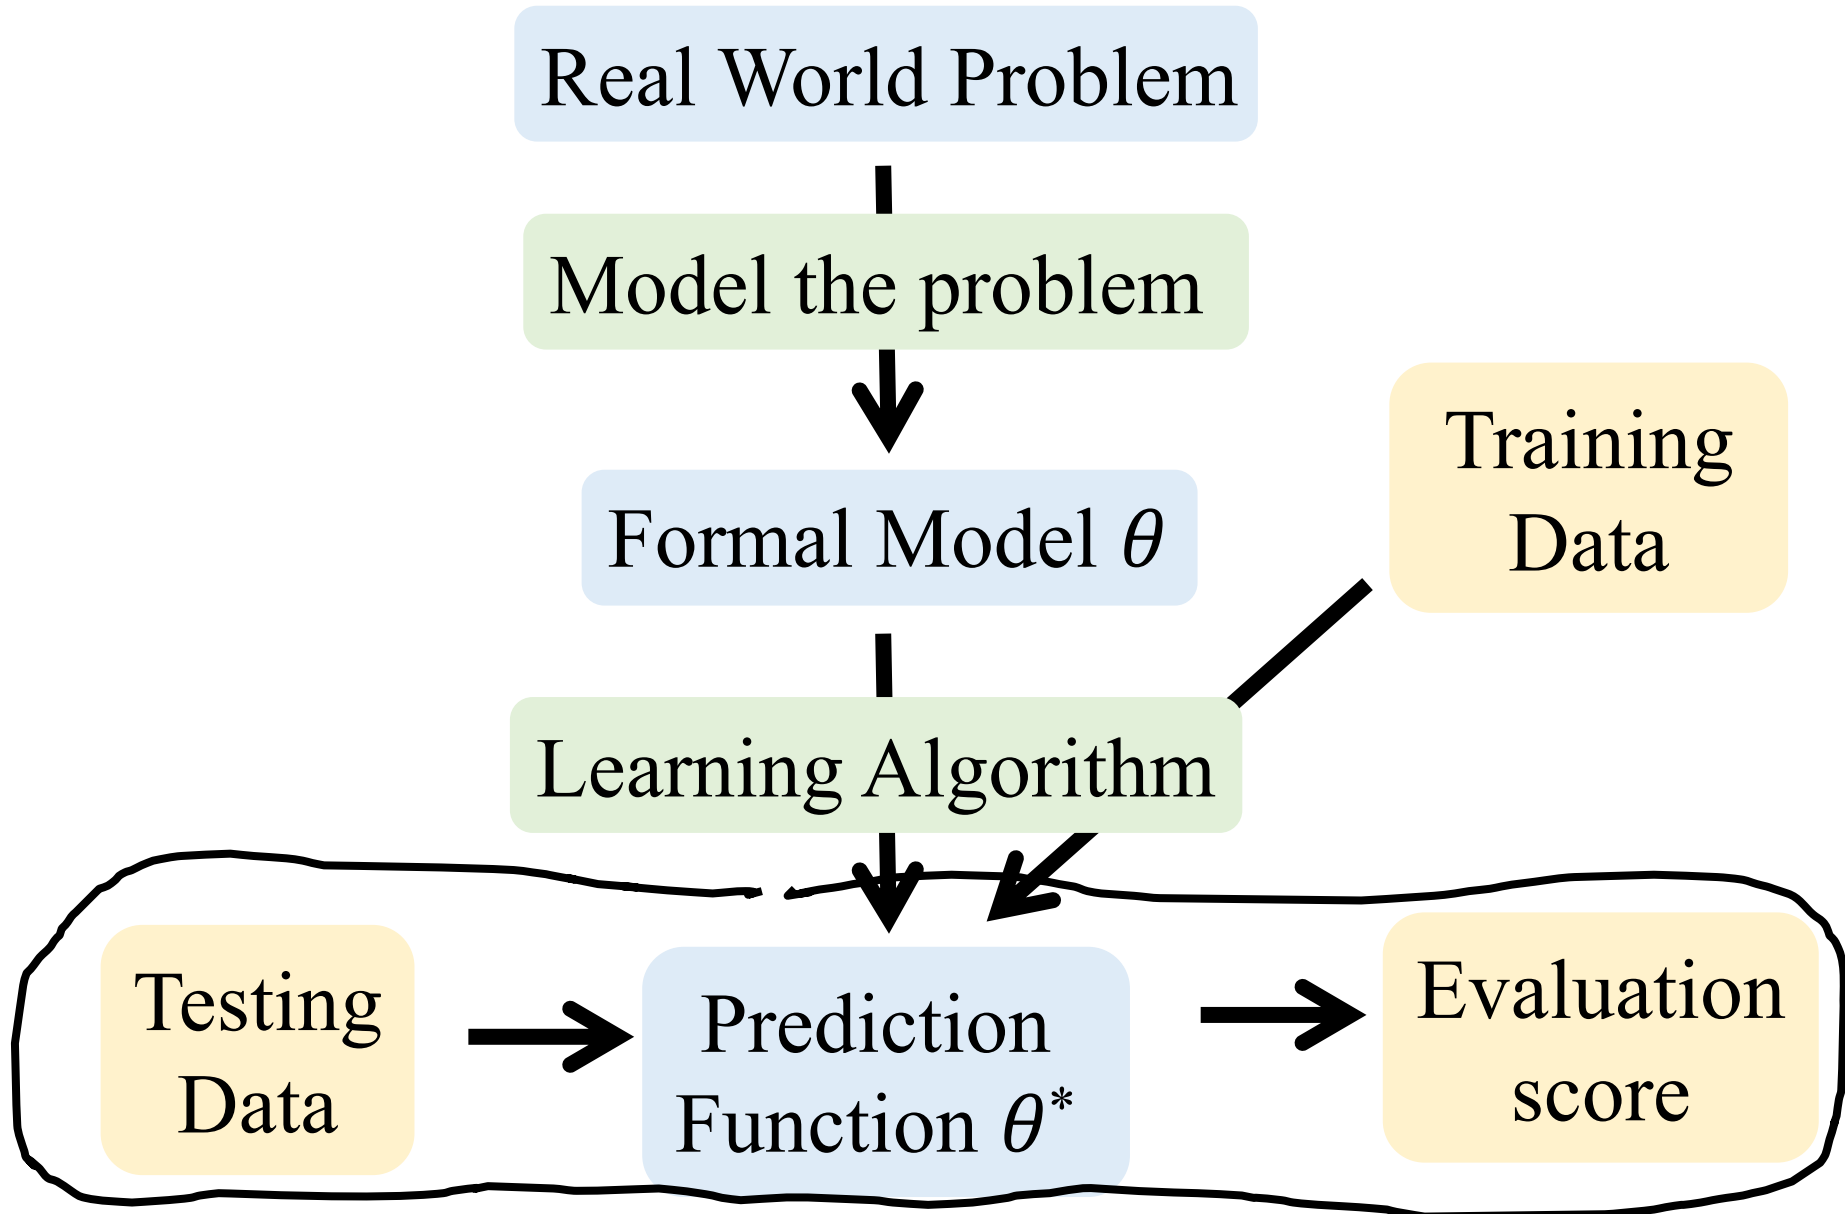 Real World Problem
Model the problem
Formal Model θ
Training
Data
Learning Algorithm
Testing
Data
Prediction
Function θ*
Evaluation
score